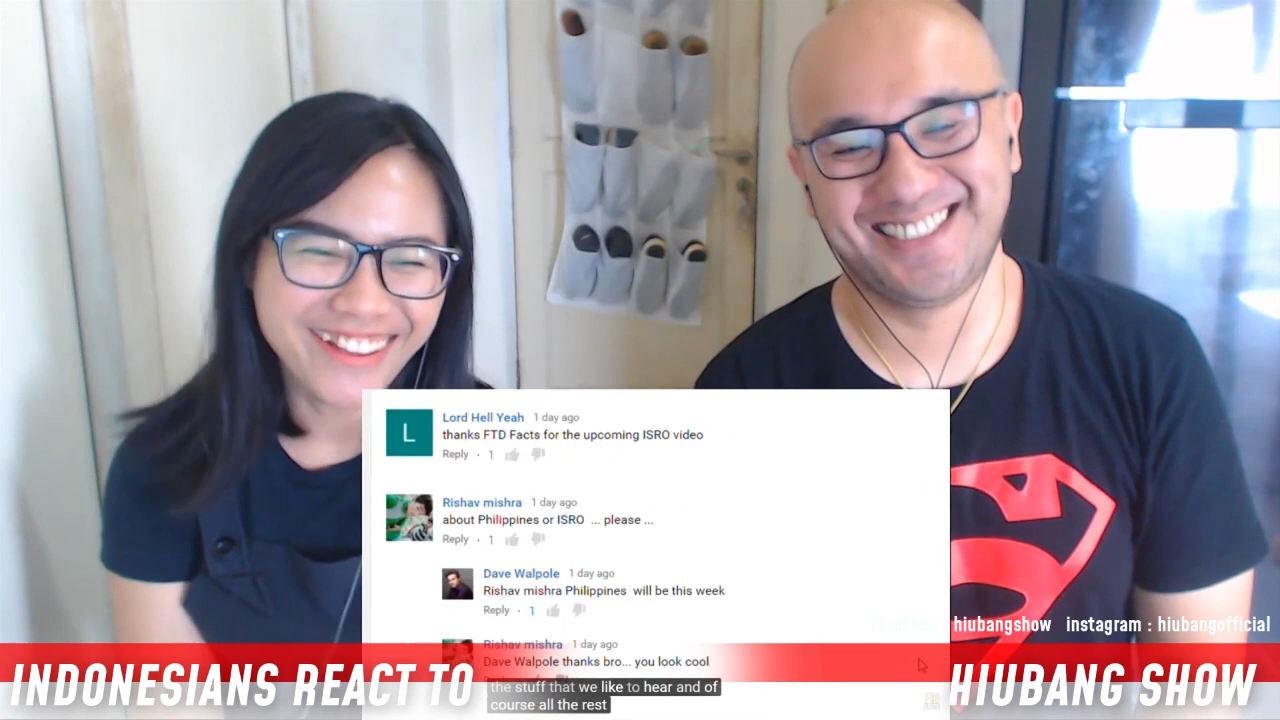 L
Lord Hell Yeah 1 day ago
thanks FTD Facts for the upcoming ISRO video
Reply · 1
Rishav mishra 1 day ago
about Philippines or ISRO ... please ...
Reply · 1
Dave Walpole 1 day ago
Rishav mishra Philippines will be this week
Reply · 1
Rishav mishra 1 day ago
Dave Walpole thanks bro... you look cool
the stuff that we like to hear and of
course all the rest
hiubangshow instagram : hiubangofficial
INDONESIANS REACT TO
HIUBANG SHOW